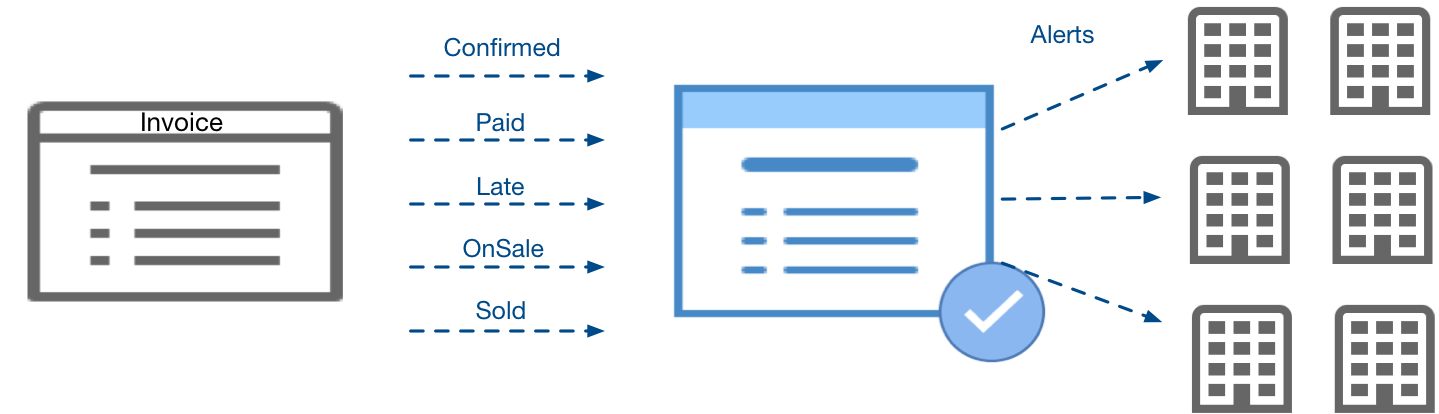 Invoice
Confirmed
Paid
Late
OnSale
Sold
Alerts